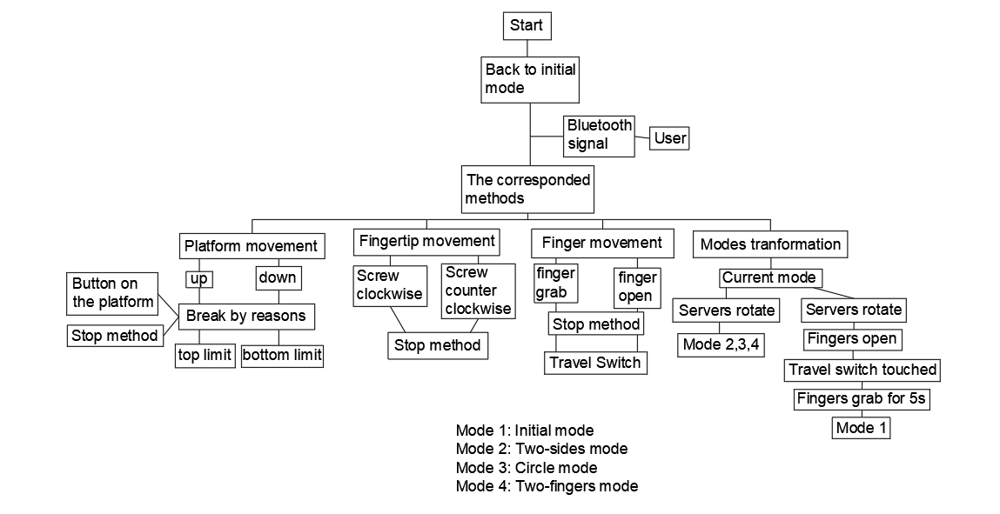 Start
Back to initial
mode
Bluetooth
signal
User
The corresponded
methods
Platform movement
up
down
Button on
the platform
Stop method
Break by reasons
top limit
bottom limit
Fingertip movement
Screw
clockwise
Screw
counter
clockwise
Stop method
Finger movement
finger
grab
finger
open
Stop method
Travel Switch
Modes tranformation
Current mode
Servers rotate
Mode 2,3,4
Servers rotate
Fingers open
Travel switch touched
Fingers grab for 5s
Mode 1
Mode 1: Initial mode
Mode 2: Two-sides mode
Mode 3: Circle mode
Mode 4: Two-fingers mode